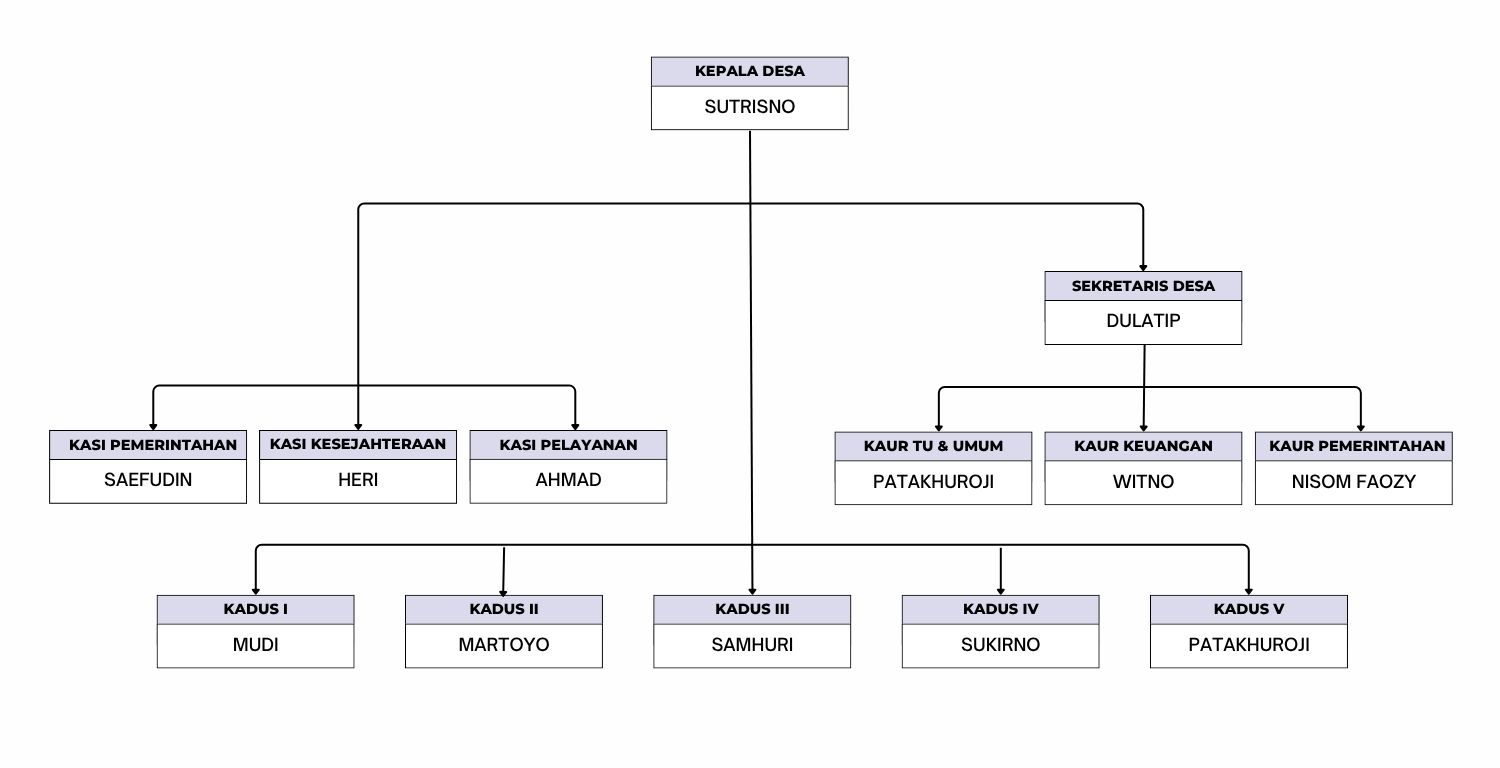 KEPALA DESA
SUTRISNO
SEKRETARIS DESA
DULATIP
KASI PEMERINTAHAN
SAEFUDIN
KASI KESEJAHTERAAN
HERI
KASI PELAYANAN
AHMAD
KAUR TU & UMUM
PATAKHUROJI
KAUR KEUANGAN
WITNO
KAUR PEMERINTAHAN
NISOM FAOZY
KADUS I
MUDI
KADUS II
MARTOYO
KADUS III
SAMHURI
KADUS IV
SUKIRNO
KADUS V
PATAKHUROJI